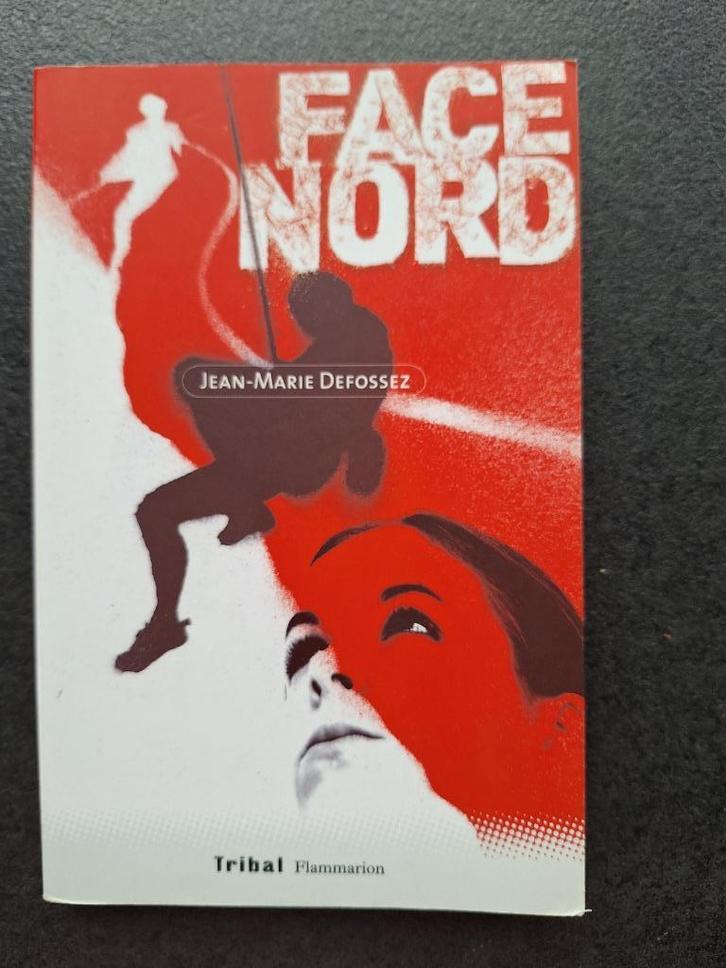 FACE
NORD
JEAN-MARIE DEFOSSEZ
Tribal Flammarion